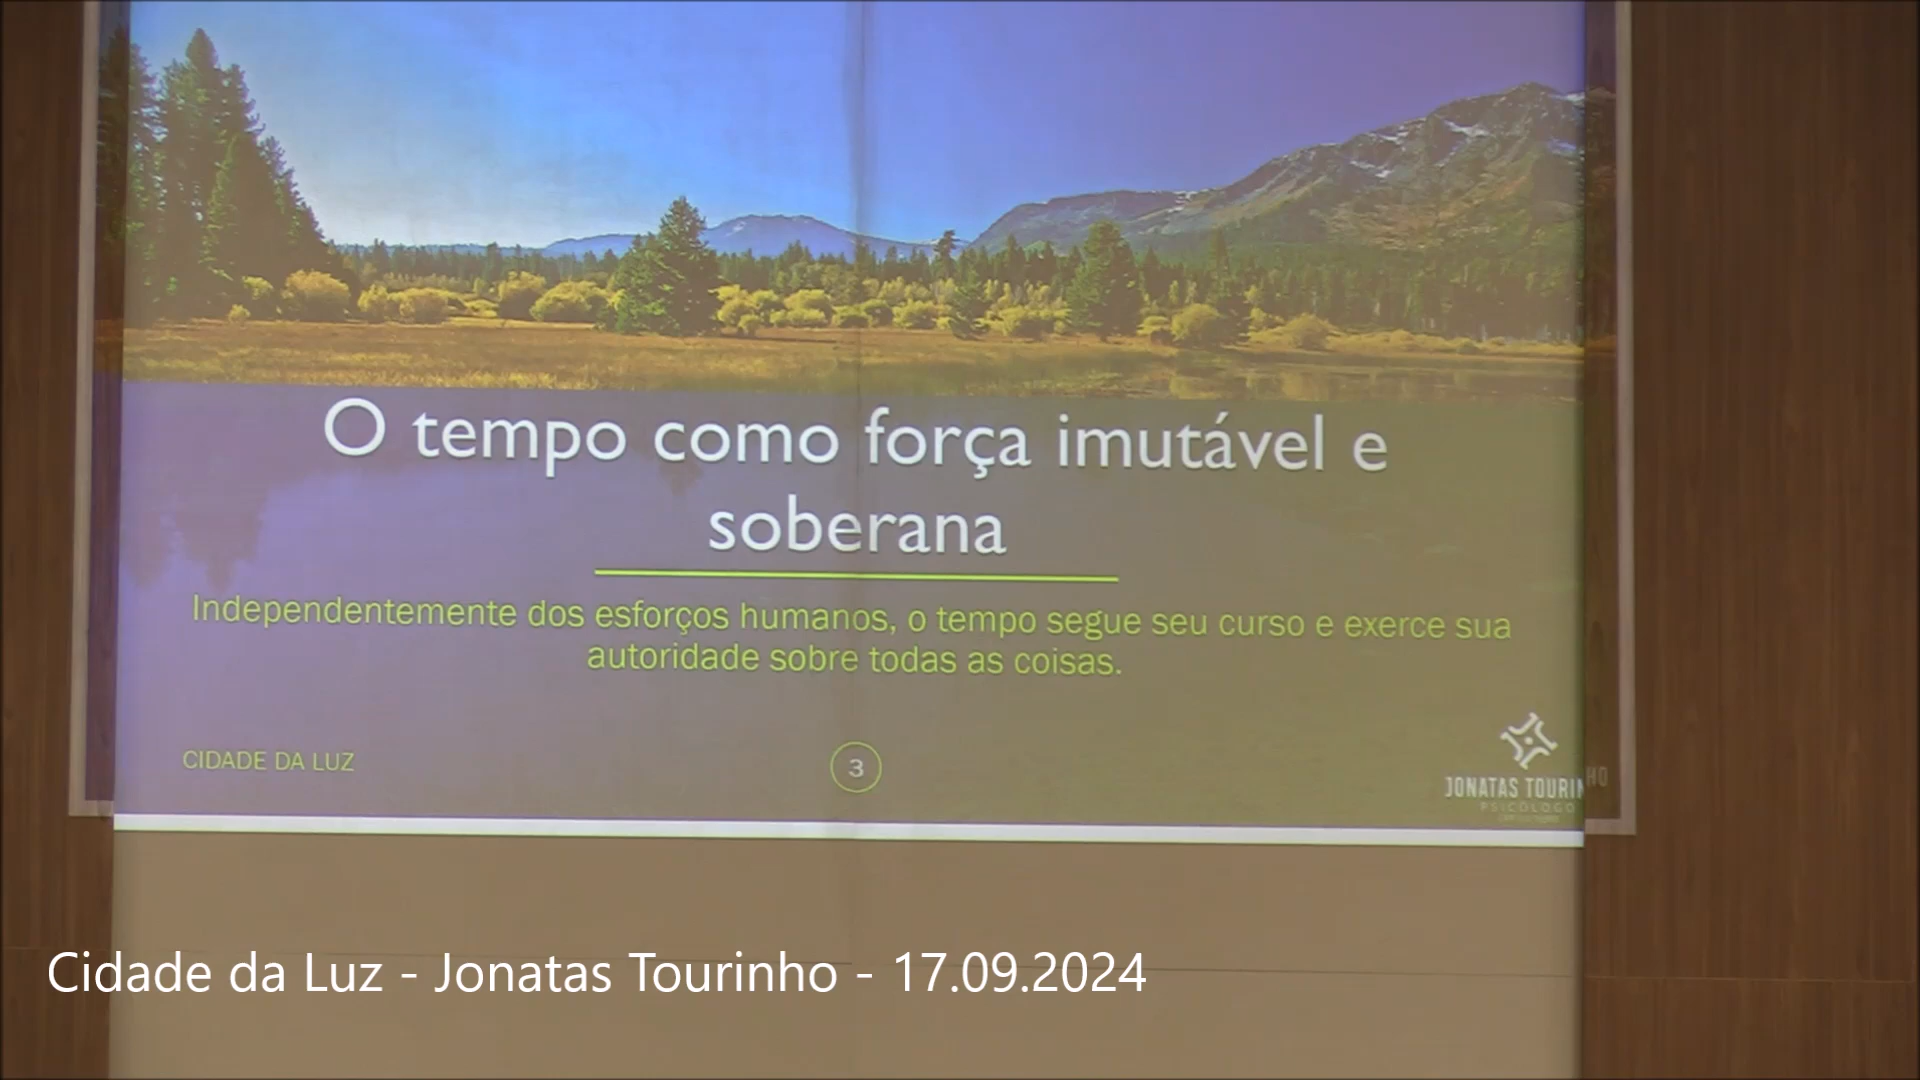 O tempo como força imutável e
soberana
Independentemente dos esforços humanos, o tempo segue seu curso e exerce sua
autoridade sobre todas as coisas.
CIDADE DA LUZ
3
JONATAS TOURINHO
PSICÓLOGO
Cidade da Luz - Jonatas Tourinho - 17.09.2024